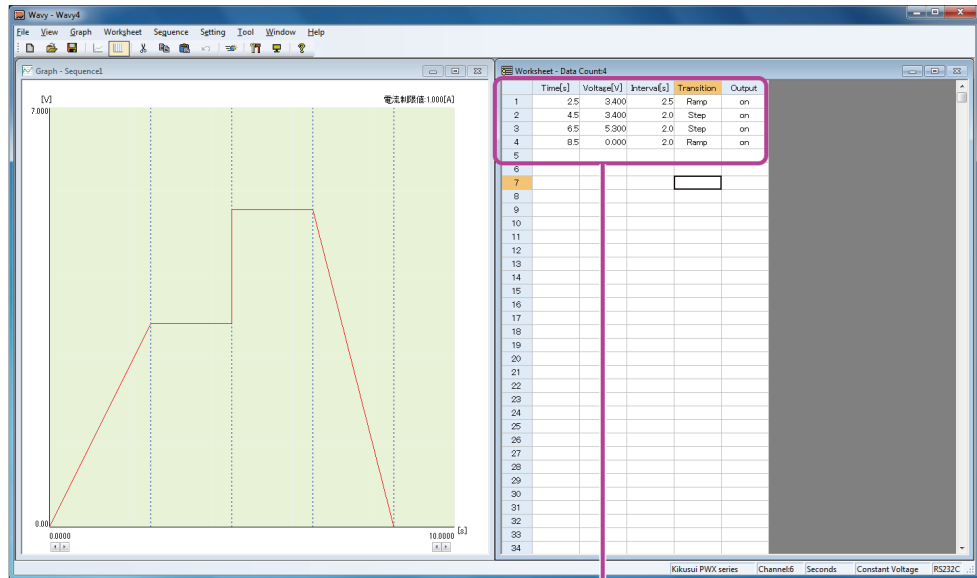 Wavy - Wavy4
File View Graph Worksheet Sequence Setting Tool Window Help
Graph - Sequence1
[V]
電流制限値:1.000[A]
7.000
0.00
0.0000
10.0000
[s]
Worksheet - Data Count:4
Time[s] Voltage[V] Interval[s] Transition Output
1 2.5 3.400 2.5 Ramp on
2 4.5 3.400 2.0 Step on
3 6.5 5.300 2.0 Step on
4 8.5 0.000 2.0 Ramp on
5
6
7
8
9
10
11
12
13
14
15
16
17
18
19
20
21
22
23
24
25
26
27
28
29
30
31
32
33
34
Kikusui PWX series Channel:6 Seconds Constant Voltage RS232C